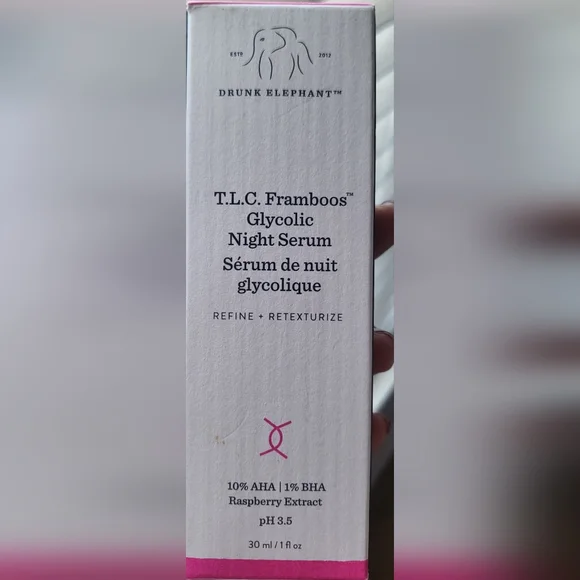 ESTD 2012
DRUNK ELEPHANT™
T.L.C. Framboos™
Glycolic
Night Serum
Sérum de nuit
glycolique
REFINE + RETEXTURIZE
10% AHA | 1% BHA
Raspberry Extract
pH 3.5
30 ml / 1 fl oz